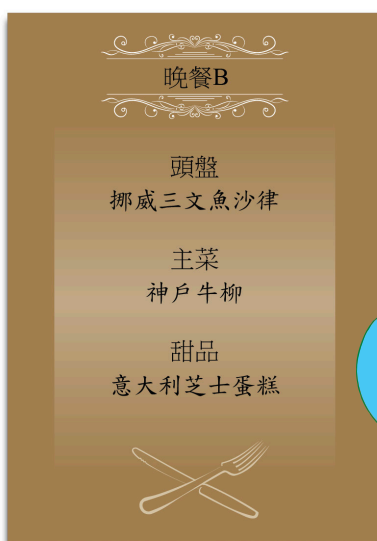 晚餐B
頭盤
挪威三文魚沙律
主菜
神戶牛柳
甜品
意大利芝士蛋糕